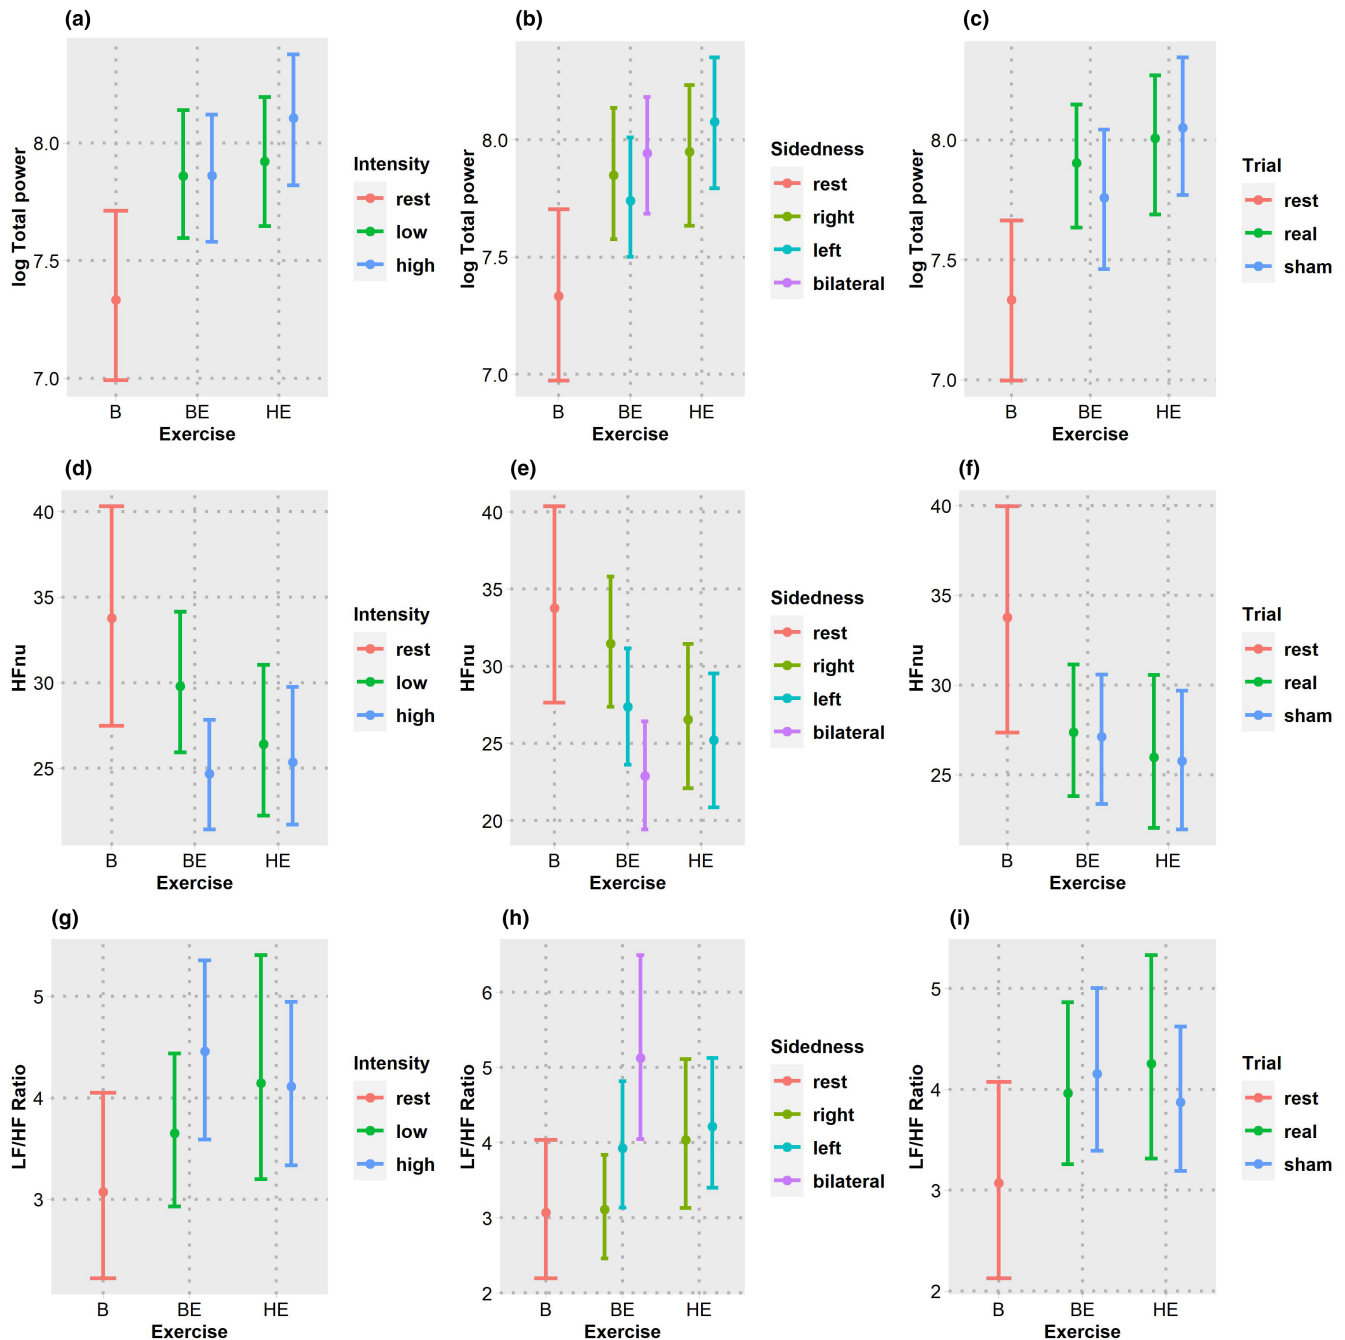 (a)
log Total power
8.0
7.5
7.0
B BE HE
Exercise
Intensity
rest
low
high
(b)
log Total power
8.0
7.5
7.0
B BE HE
Exercise
Sidedness
rest
right
left
bilateral
(c)
log Total power
8.0
7.5
7.0
B BE HE
Exercise
Trial
rest
real
sham
(d)
HFnu
40
35
30
25
B BE HE
Exercise
Intensity
rest
low
high
(e)
HFnu
40
35
30
25
20
B BE HE
Exercise
Sidedness
rest
right
left
bilateral
(f)
HFnu
40
35
30
25
B BE HE
Exercise
Trial
rest
real
sham
(g)
LF/HF Ratio
5
4
3
B BE HE
Exercise
Intensity
rest
low
high
(h)
LF/HF Ratio
6
5
4
3
2
B BE HE
Exercise
Sidedness
rest
right
left
bilateral
(i)
LF/HF Ratio
5
4
3
2
B BE HE
Exercise
Trial
rest
real
sham